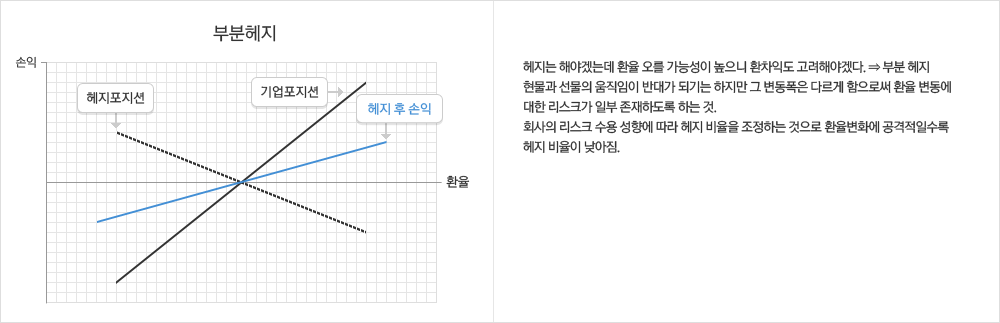 부분헤지
손익
헤지포지션
기업포지션
헤지 후 손익
환율
헤지는 해야겠는데 환율 오를 가능성이 높으니 환차익도 고려해야겠다. ⇒ 부분 헤지
현물과 선물의 움직임이 반대가 되기는 하지만 그 변동폭은 다르게 함으로써 환율 변동에
대한 리스크가 일부 존재하도록 하는 것.
회사의 리스크 수용 성향에 따라 헤지 비율을 조정하는 것으로 환율변화에 공격적일수록
헤지 비율이 낮아짐.